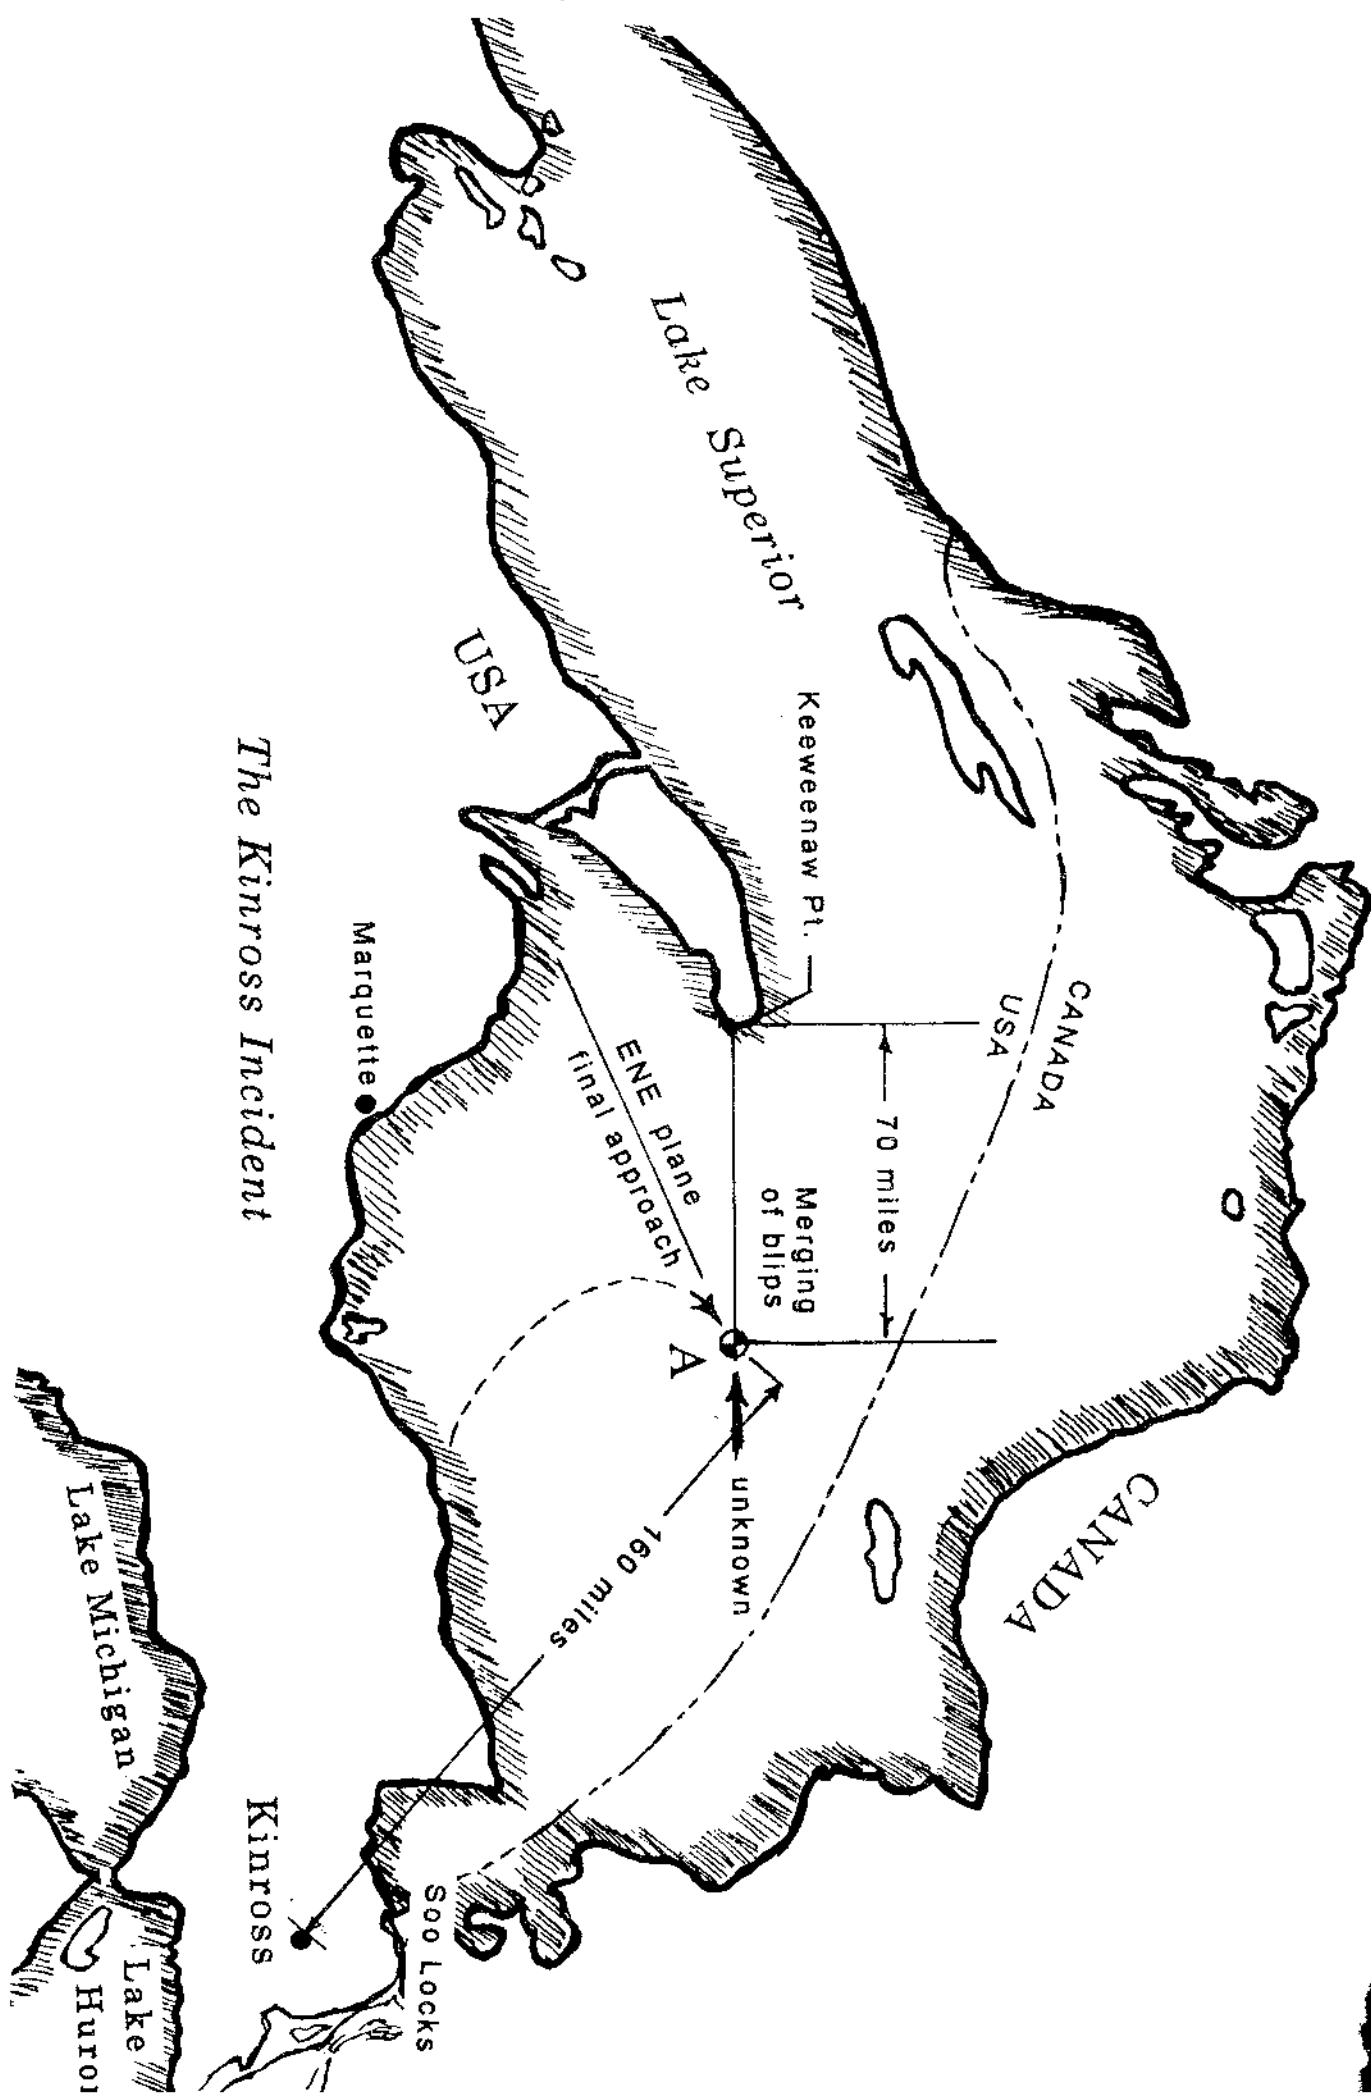 Lake Superior
USA
The Kinross Incident
Keeweenaw Pt.
Marquette
CANADA
USA
70 miles
ENE plane
final approach
Merging
of blips
A
unknown
160 miles
CANADA
Kinross
Soo Locks
Lake Michigan
Lake
Huron